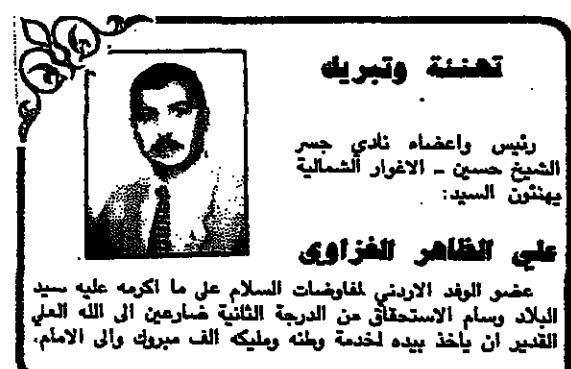 تهنئة وتبريك
رئيس واعضاء نادي جسر
الشيخ حسين - الاغوار الشمالية
يهنئون السيد:
علي الظاهر الغزاوي
عضو الوفد الاردني لمفاوضات السلام على ما اكرمه عليه سيد
البلاد وسام الاستحقاق من الدرجة الثانية ضارعين الى الله العلي
القدير ان ياخذ بيده لخدمة وطنه ومليكه الف مبروك والى الامام.